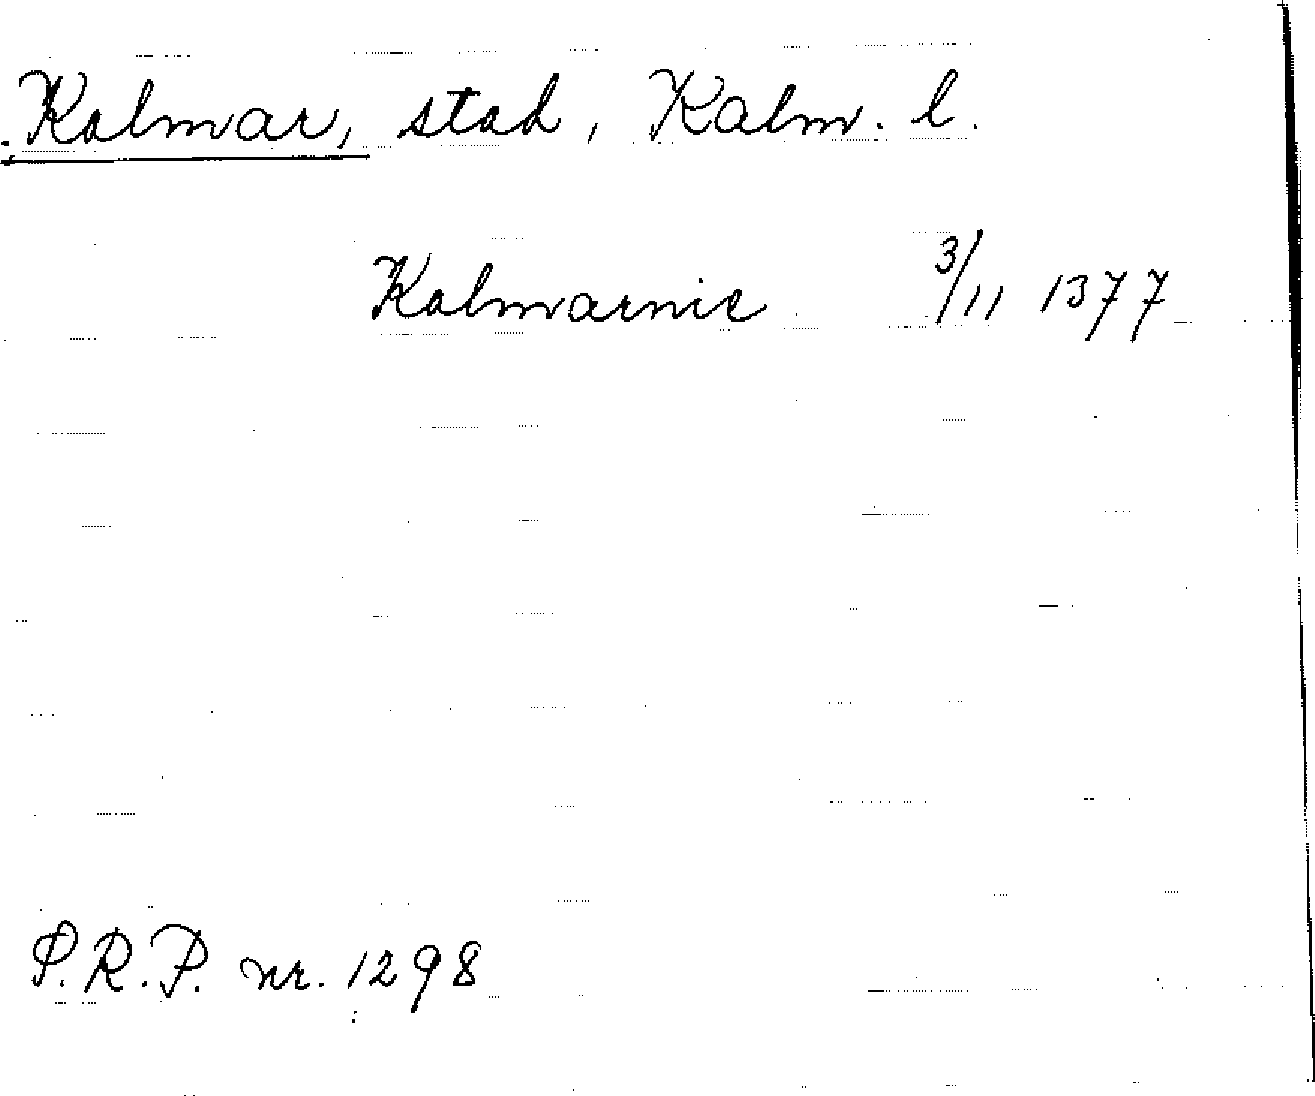 Kalmar, stad, Kalm. l.
Kalmarnie 3/11 1377
S.R.P. nr. 1298